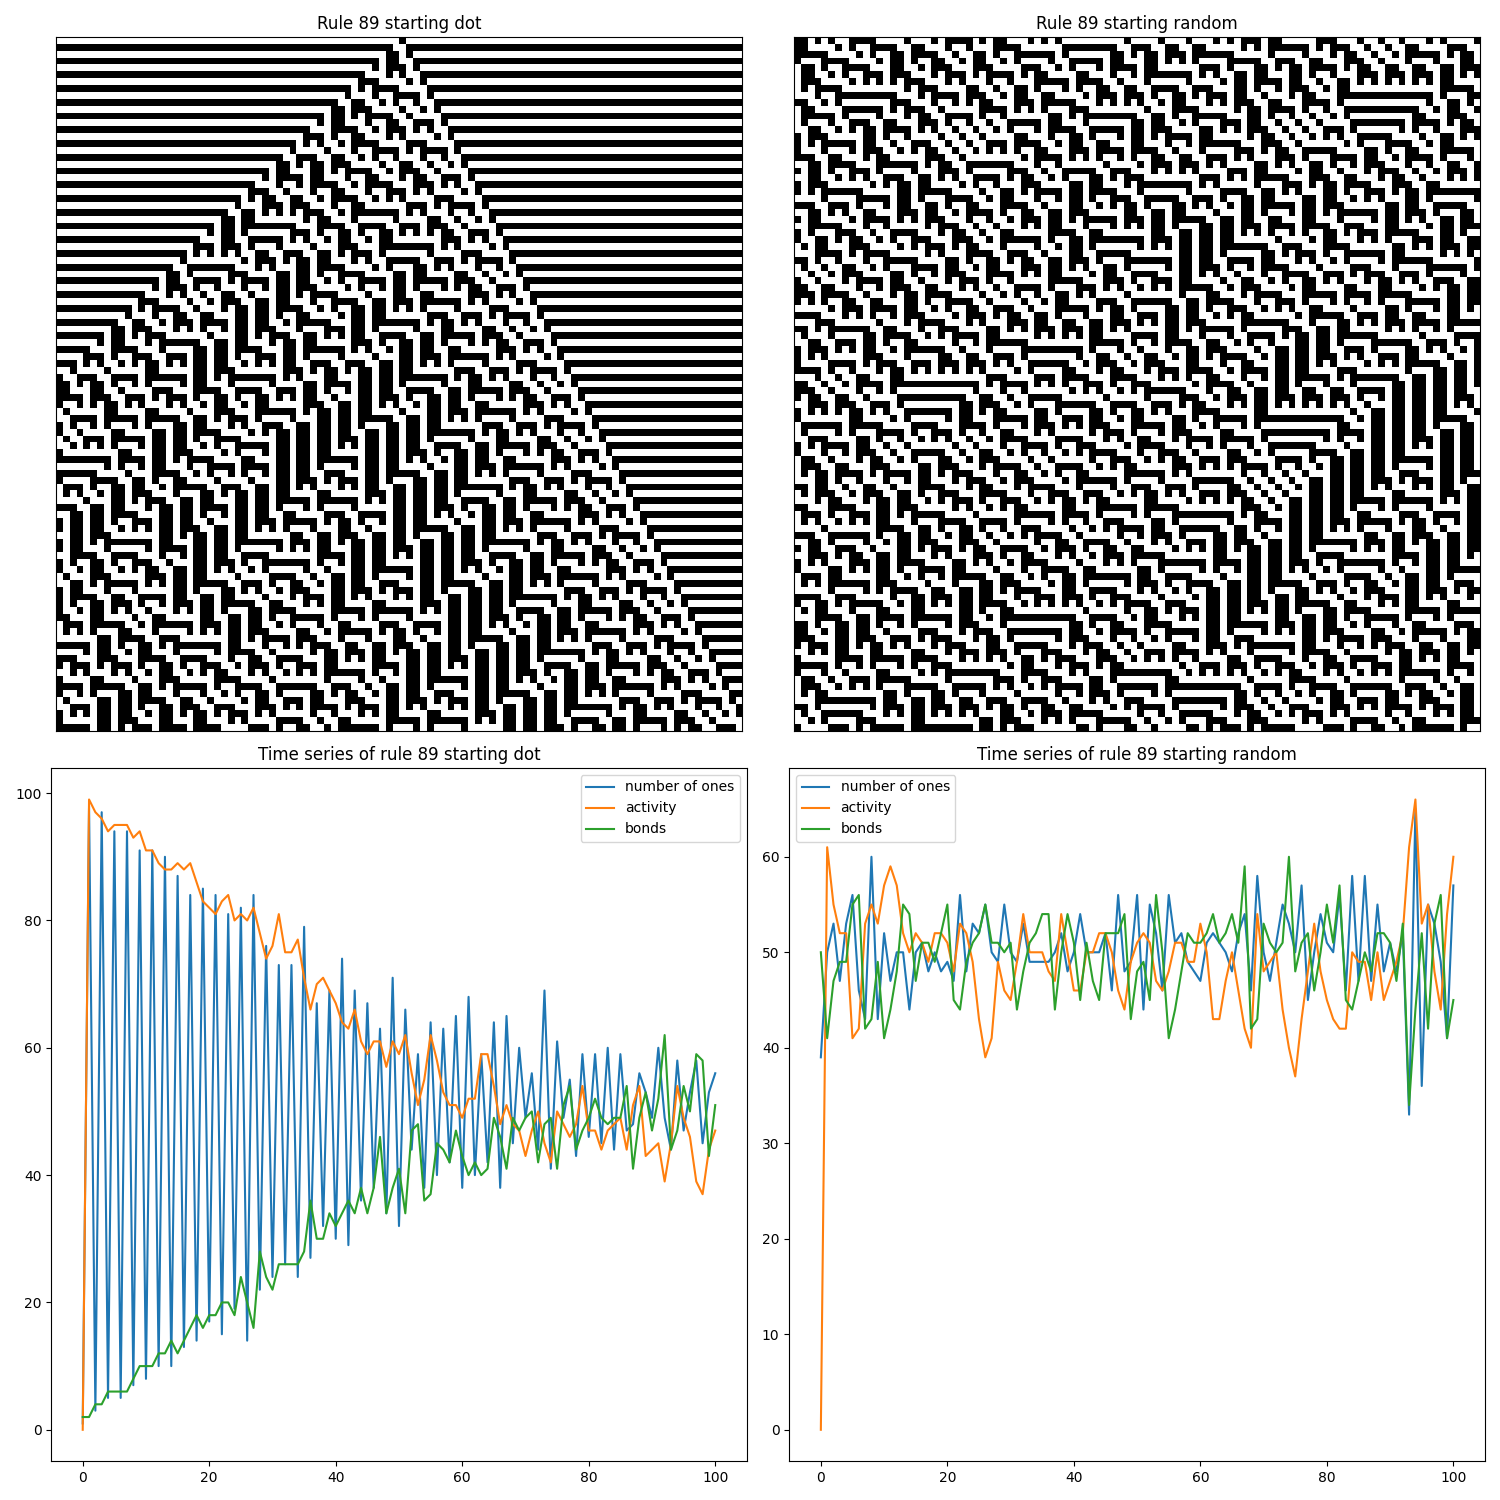 Rule 89 starting dot
Rule 89 starting random
Time series of rule 89 starting dot
number of ones
activity
bonds
100
80
60
40
20
0
0 20 40 60 80 100
Time series of rule 89 starting random
number of ones
activity
bonds
60
50
40
30
20
10
0
0 20 40 60 80 100